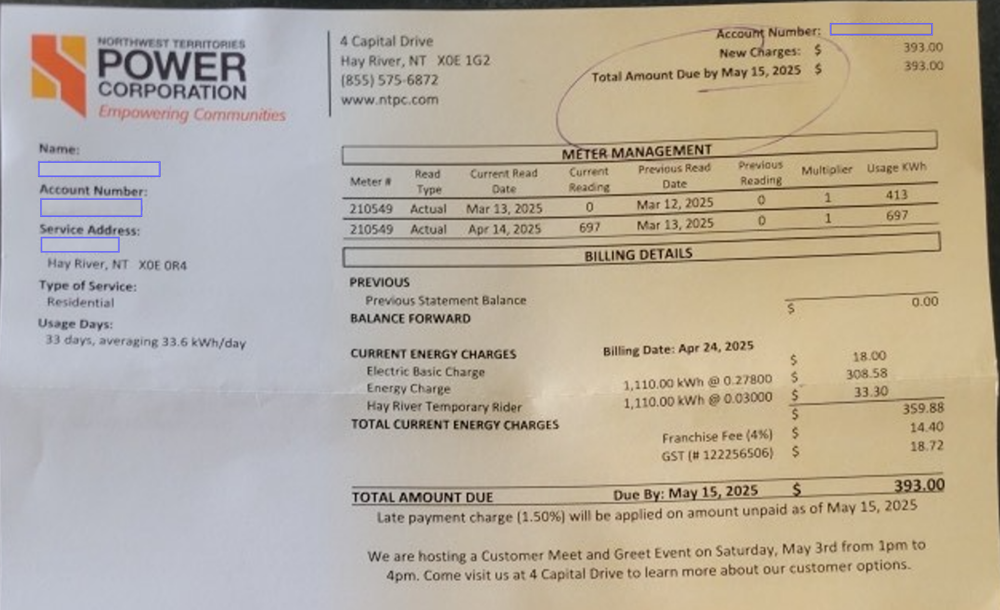 NORTHWEST TERRITORIES
POWER
CORPORATION
Empowering Communities
4 Capital Drive
Hay River, NT X0E 1G2
(855) 575-6872
www.ntpc.com
Account Number:
New Charges: $ 393.00
Total Amount Due by May 15, 2025 $ 393.00
Name:
Account Number:
Service Address:
Hay River, NT X0E 0R4
Type of Service:
Residential
Usage Days:
33 days, averaging 33.6 kWh/day
METER MANAGEMENT
Meter # Read Type Current Read Date Current Reading Previous Read Date Previous Reading Multiplier Usage KWh
210549 Actual Mar 13, 2025 0 Mar 12, 2025 0 1 413
210549 Actual Apr 14, 2025 697 Mar 13, 2025 0 1 697
BILLING DETAILS
PREVIOUS
Previous Statement Balance
BALANCE FORWARD $ 0.00
CURRENT ENERGY CHARGES Billing Date: Apr 24, 2025
Electric Basic Charge $ 18.00
Energy Charge 1,110.00 kWh @ 0.27800 $ 308.58
Hay River Temporary Rider 1,110.00 kWh @ 0.03000 $ 33.30
TOTAL CURRENT ENERGY CHARGES $ 359.88
Franchise Fee (4%) $ 14.40
GST (# 122256506) $ 18.72
TOTAL AMOUNT DUE Due By: May 15, 2025 $ 393.00
Late payment charge (1.50%) will be applied on amount unpaid as of May 15, 2025
We are hosting a Customer Meet and Greet Event on Saturday, May 3rd from 1pm to
4pm. Come visit us at 4 Capital Drive to learn more about our customer options.